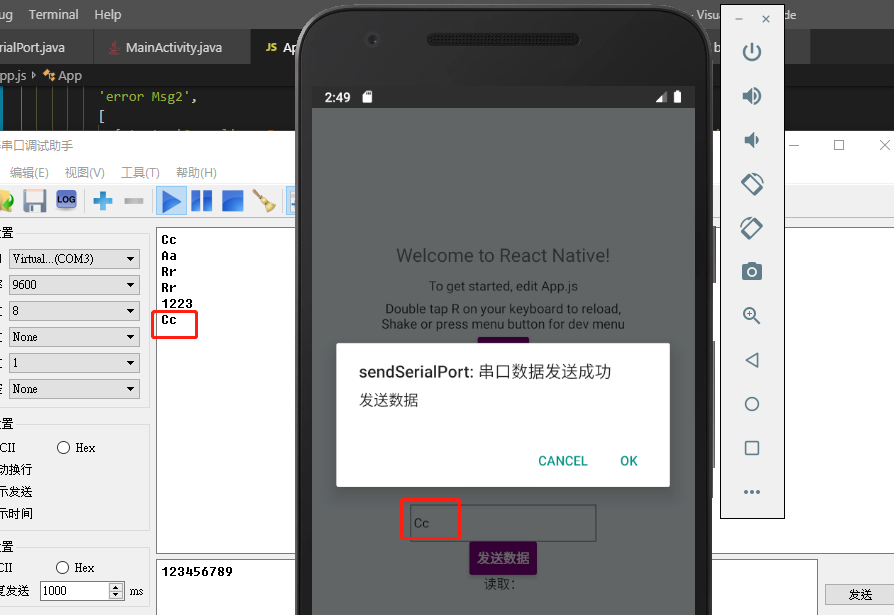 ug Terminal Help
- Visua de
rialPort.java MainActivity.java JS Ap
pp.js App
'error Msg2',
[
串口调试助手
编辑(E) 视图(V) 工具(T) 帮助(H)
LOG
置
Virtual...(COM3)
9600
8
None
1
None
置
CII Hex
动换行
示发送
示时间
置
CII Hex
复发送 1000 ms
Cc
Aa
Rr
Rr
1223
Cc
123456789
发送
2:49
Welcome to React Native!
To get started, edit App.js
Double tap R on your keyboard to reload,
Shake or press menu button for dev menu
sendSerialPort: 串口数据发送成功
发送数据
CANCEL OK
Cc
发送数据
读取：